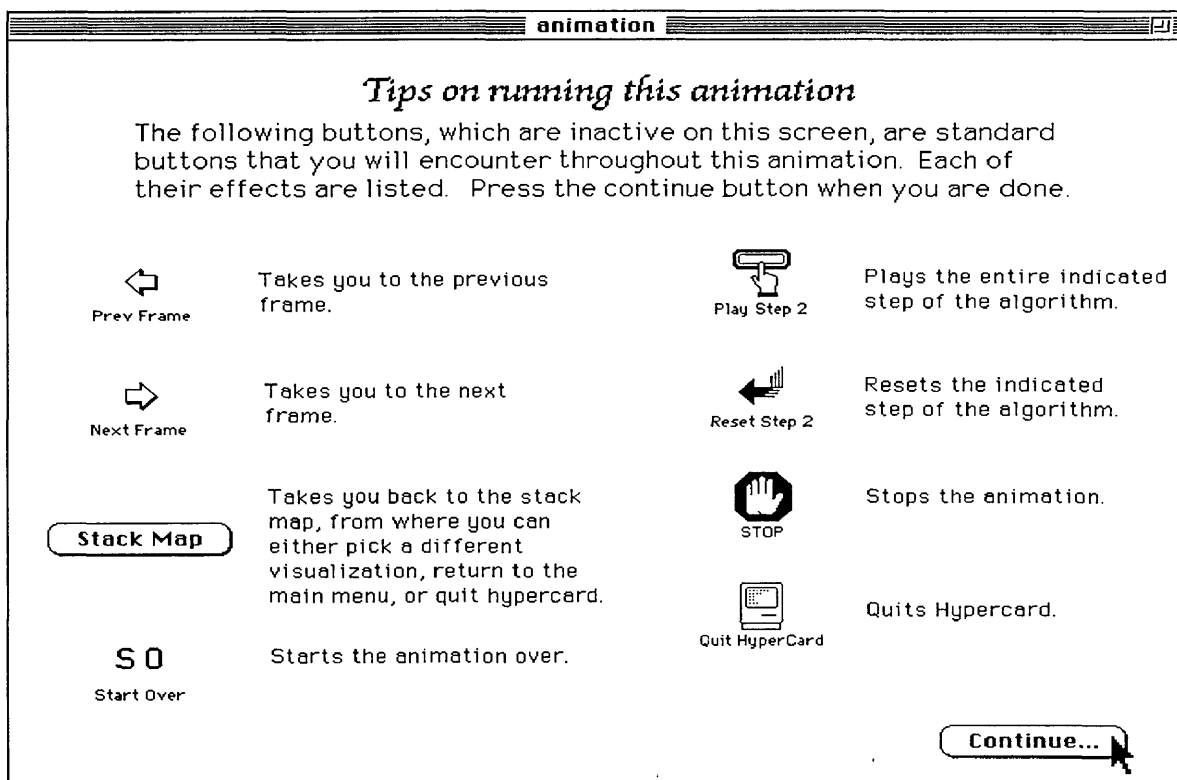 animation
Tips on running this animation
The following buttons, which are inactive on this screen, are standard
buttons that you will encounter throughout this animation. Each of
their effects are listed. Press the continue button when you are done.
Prev Frame
Takes you to the previous
frame.
Next Frame
Takes you to the next
frame.
Stack Map
Takes you back to the stack
map, from where you can
either pick a different
visualization, return to the
main menu, or quit hypercard.
S O
Start Over
Starts the animation over.
Play Step 2
Plays the entire indicated
step of the algorithm.
Reset Step 2
Resets the indicated
step of the algorithm.
STOP
Stops the animation.
Quit HyperCard
Quits Hypercard.
Continue...